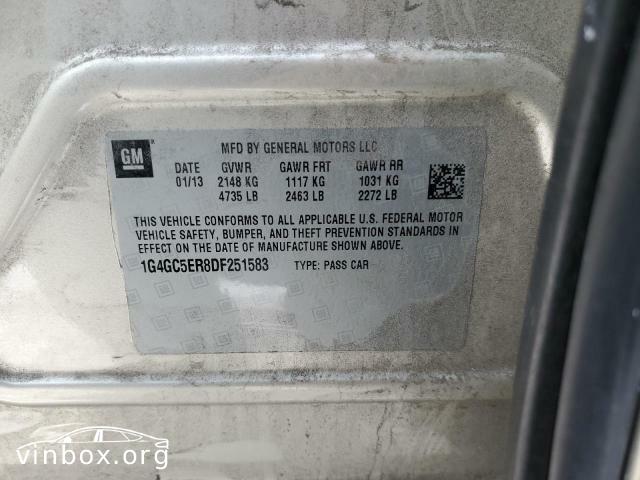 GM
MFD BY GENERAL MOTORS LLC
DATE GVWR GAWR FRT GAWR RR
01/13 2148 KG 1117 KG 1031 KG
4735 LB 2463 LB 2272 LB
THIS VEHICLE CONFORMS TO ALL APPLICABLE U.S. FEDERAL MOTOR
VEHICLE SAFETY, BUMPER, AND THEFT PREVENTION STANDARDS IN
EFFECT ON THE DATE OF MANUFACTURE SHOWN ABOVE.
1G4GC5ER8DF251583 TYPE: PASS CAR
vinbox.org